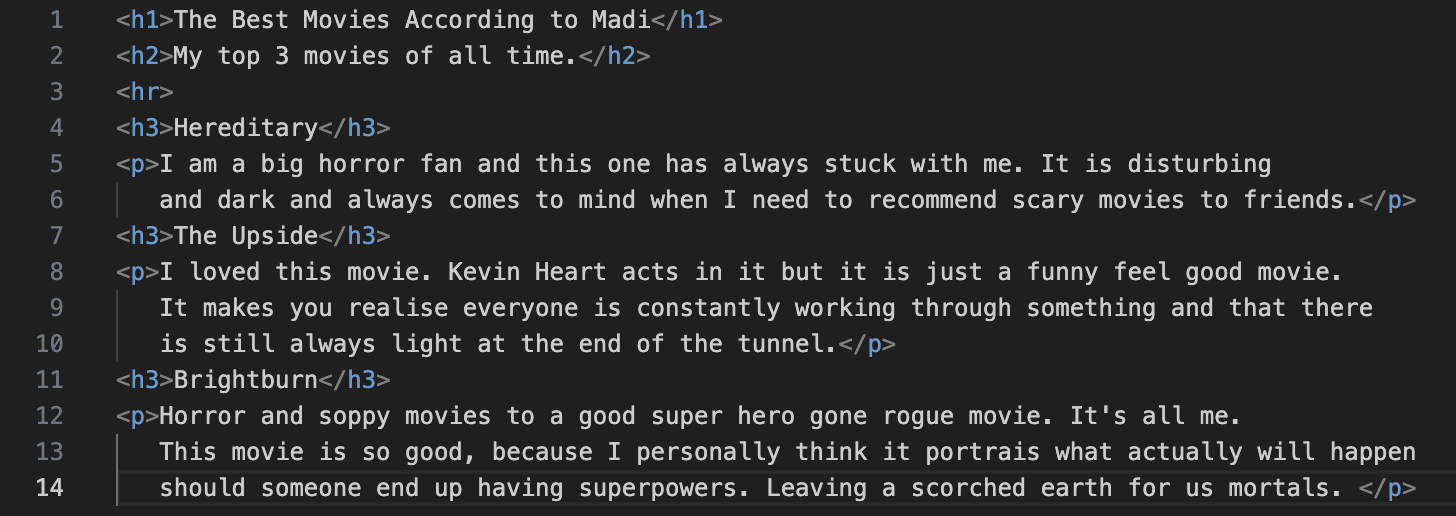 1 <h1>The Best Movies According to Madi</h1>
2 <h2>My top 3 movies of all time.</h2>
3 <hr>
4 <h3>Hereditary</h3>
5 <p>I am a big horror fan and this one has always stuck with me. It is disturbing
6 and dark and always comes to mind when I need to recommend scary movies to friends.</p>
7 <h3>The Upside</h3>
8 <p>I loved this movie. Kevin Heart acts in it but it is just a funny feel good movie.
9 It makes you realise everyone is constantly working through something and that there
10 is still always light at the end of the tunnel.</p>
11 <h3>Brightburn</h3>
12 <p>Horror and soppy movies to a good super hero gone rogue movie. It's all me.
13 This movie is so good, because I personally think it portrais what actually will happen
14 should someone end up having superpowers. Leaving a scorched earth for us mortals. </p>